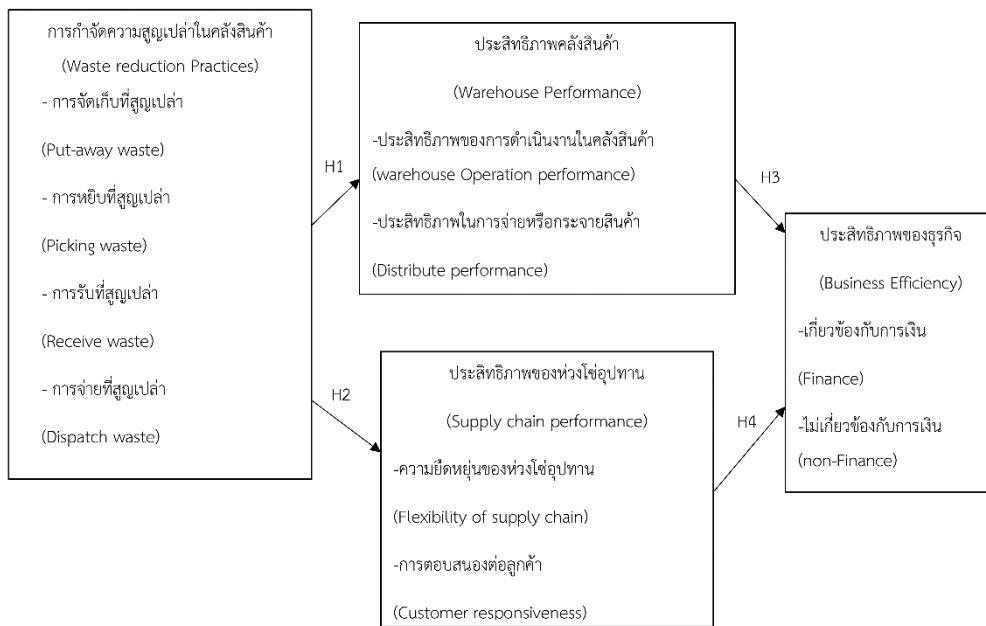 การกำจัดความสูญเปล่าในคลังสินค้า
(Waste reduction Practices)
- การจัดเก็บที่สูญเปล่า
(Put-away waste)
- การหยิบที่สูญเปล่า
(Picking waste)
- การรับที่สูญเปล่า
(Receive waste)
- การจ่ายที่สูญเปล่า
(Dispatch waste)
H1
H2
ประสิทธิภาพคลังสินค้า
(Warehouse Performance)
-ประสิทธิภาพของการดำเนินงานในคลังสินค้า
(warehouse Operation performance)
-ประสิทธิภาพในการจ่ายหรือกระจายสินค้า
(Distribute performance)
ประสิทธิภาพของห่วงโซ่อุปทาน
(Supply chain performance)
-ความยืดหยุ่นของห่วงโซ่อุปทาน
(Flexibility of supply chain)
-การตอบสนองต่อลูกค้า
(Customer responsiveness)
H3
H4
ประสิทธิภาพของธุรกิจ
(Business Efficiency)
-เกี่ยวข้องกับการเงิน
(Finance)
-ไม่เกี่ยวข้องกับการเงิน
(non-Finance)